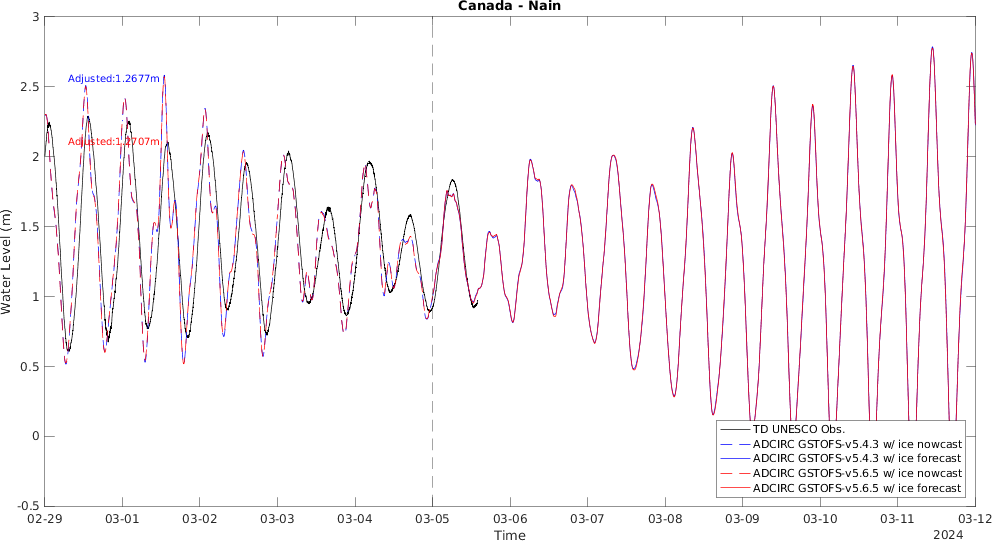 Canada - Nain
3
2.5
2
1.5
1
0.5
0
-0.5
Water Level (m)
Adjusted:1.2677m
Adjusted:1.2707m
TD UNESCO Obs.
ADCIRC GSTOFS-v5.4.3 w/ ice nowcast
ADCIRC GSTOFS-v5.4.3 w/ ice forecast
ADCIRC GSTOFS-v5.6.5 w/ ice nowcast
ADCIRC GSTOFS-v5.6.5 w/ ice forecast
02-29 03-01 03-02 03-03 03-04 03-05 03-06 03-07 03-08 03-09 03-10 03-11 03-12
Time
2024